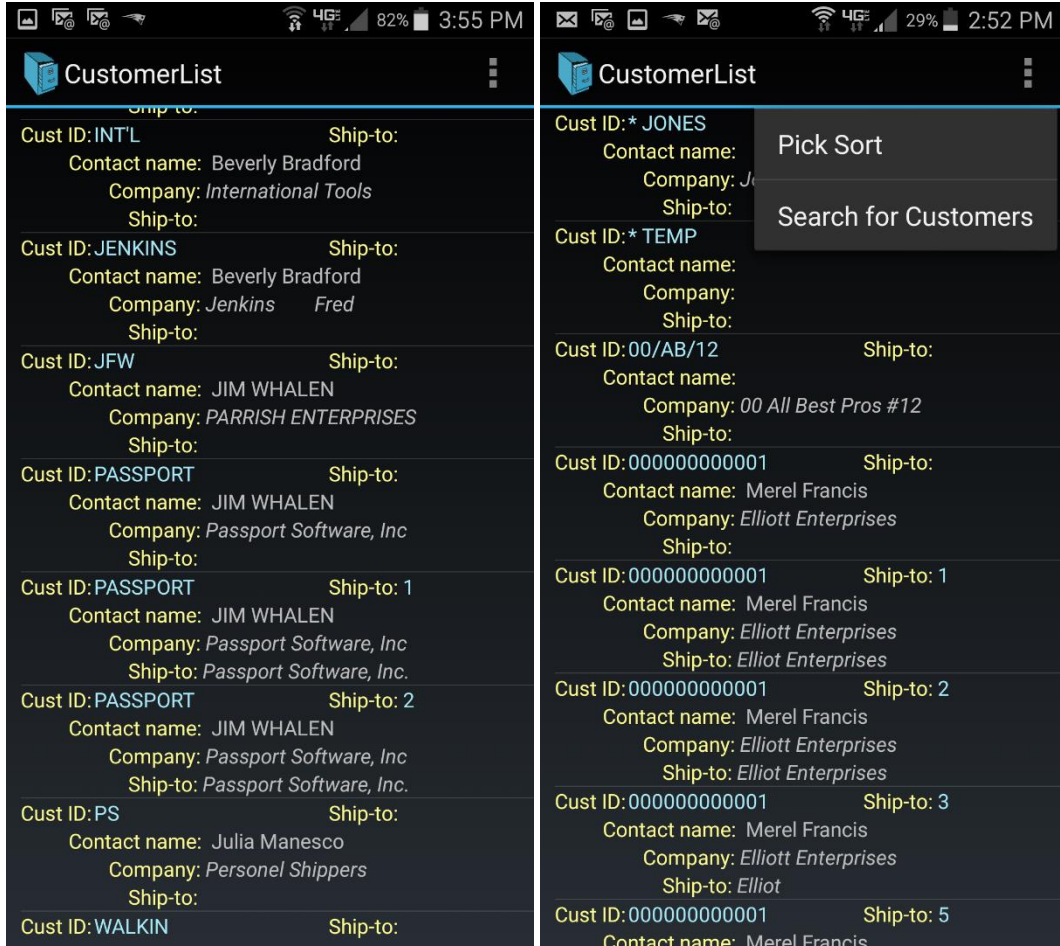 82% 3:55 PM
CustomerList
Ship-to:
Cust ID: INT'L Ship-to:
Contact name: Beverly Bradford
Company: International Tools
Ship-to:
Cust ID: JENKINS Ship-to:
Contact name: Beverly Bradford
Company: Jenkins Fred
Ship-to:
Cust ID: JFW Ship-to:
Contact name: JIM WHALEN
Company: PARRISH ENTERPRISES
Ship-to:
Cust ID: PASSPORT Ship-to:
Contact name: JIM WHALEN
Company: Passport Software, Inc
Ship-to:
Cust ID: PASSPORT Ship-to: 1
Contact name: JIM WHALEN
Company: Passport Software, Inc
Ship-to: Passport Software, Inc.
Cust ID: PASSPORT Ship-to: 2
Contact name: JIM WHALEN
Company: Passport Software, Inc
Ship-to: Passport Software, Inc.
Cust ID: PS Ship-to:
Contact name: Julia Manesco
Company: Personel Shippers
Ship-to:
Cust ID: WALKIN Ship-to:
29% 2:52 PM
CustomerList
Pick Sort
Search for Customers
Cust ID: * JONES
Contact name:
Company:
Ship-to:
Cust ID: * TEMP
Contact name:
Company:
Ship-to:
Cust ID: 00/AB/12 Ship-to:
Contact name:
Company: 00 All Best Pros #12
Ship-to:
Cust ID: 000000000001 Ship-to:
Contact name: Merel Francis
Company: Elliott Enterprises
Ship-to:
Cust ID: 000000000001 Ship-to: 1
Contact name: Merel Francis
Company: Elliott Enterprises
Ship-to: Elliot Enterprises
Cust ID: 000000000001 Ship-to: 2
Contact name: Merel Francis
Company: Elliott Enterprises
Ship-to: Elliot Enterprises
Cust ID: 000000000001 Ship-to: 3
Contact name: Merel Francis
Company: Elliott Enterprises
Ship-to: Elliot
Cust ID: 000000000001 Ship-to: 5
Contact name: Merel Francis